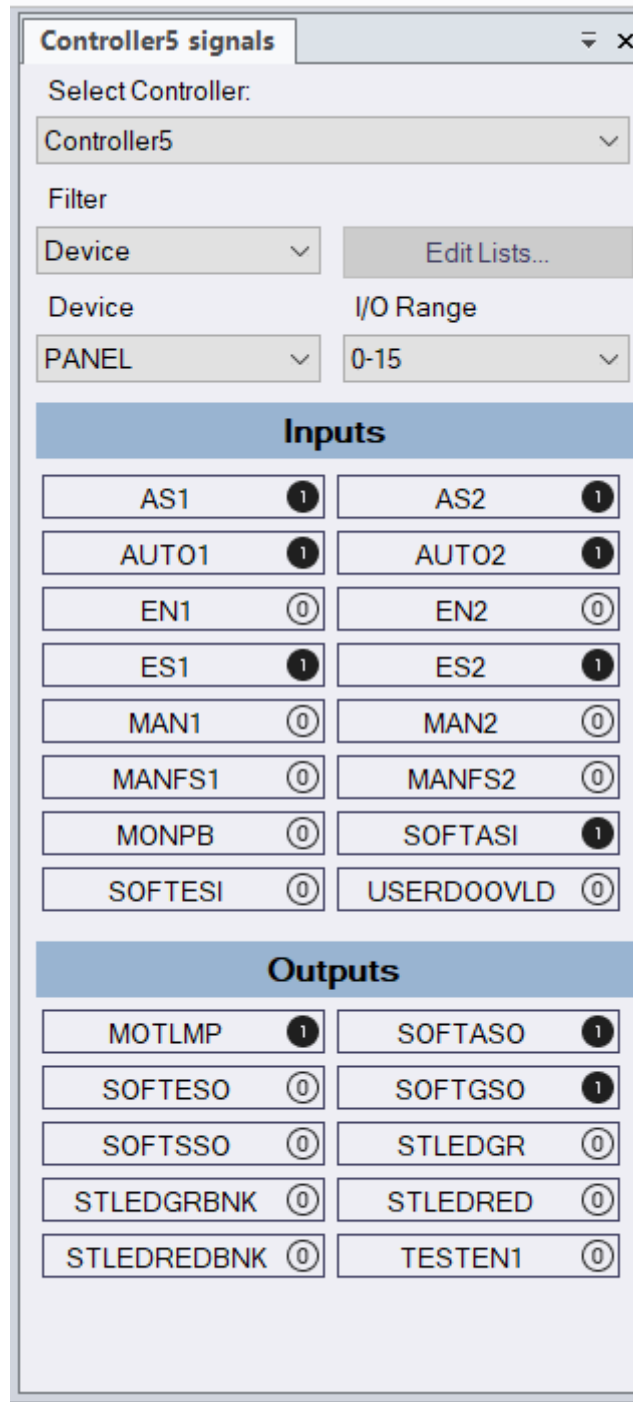 Controller5 signals
Select Controller:
Controller5
Filter
Device Edit Lists...
Device I/O Range
PANEL 0-15
Inputs
AS1 1 AS2 1
AUTO1 1 AUTO2 1
EN1 0 EN2 0
ES1 1 ES2 1
MAN1 0 MAN2 0
MANFS1 0 MANFS2 0
MONPB 0 SOFTASI 1
SOFTESI 0 USERDOOVLD 0
Outputs
MOTLMP 1 SOFTASO 1
SOFTESO 0 SOFTGSO 1
SOFTSSO 0 STLEDGR 0
STLEDGRBNK 0 STLEDRED 0
STLEDREDBNK 0 TESTEN1 0